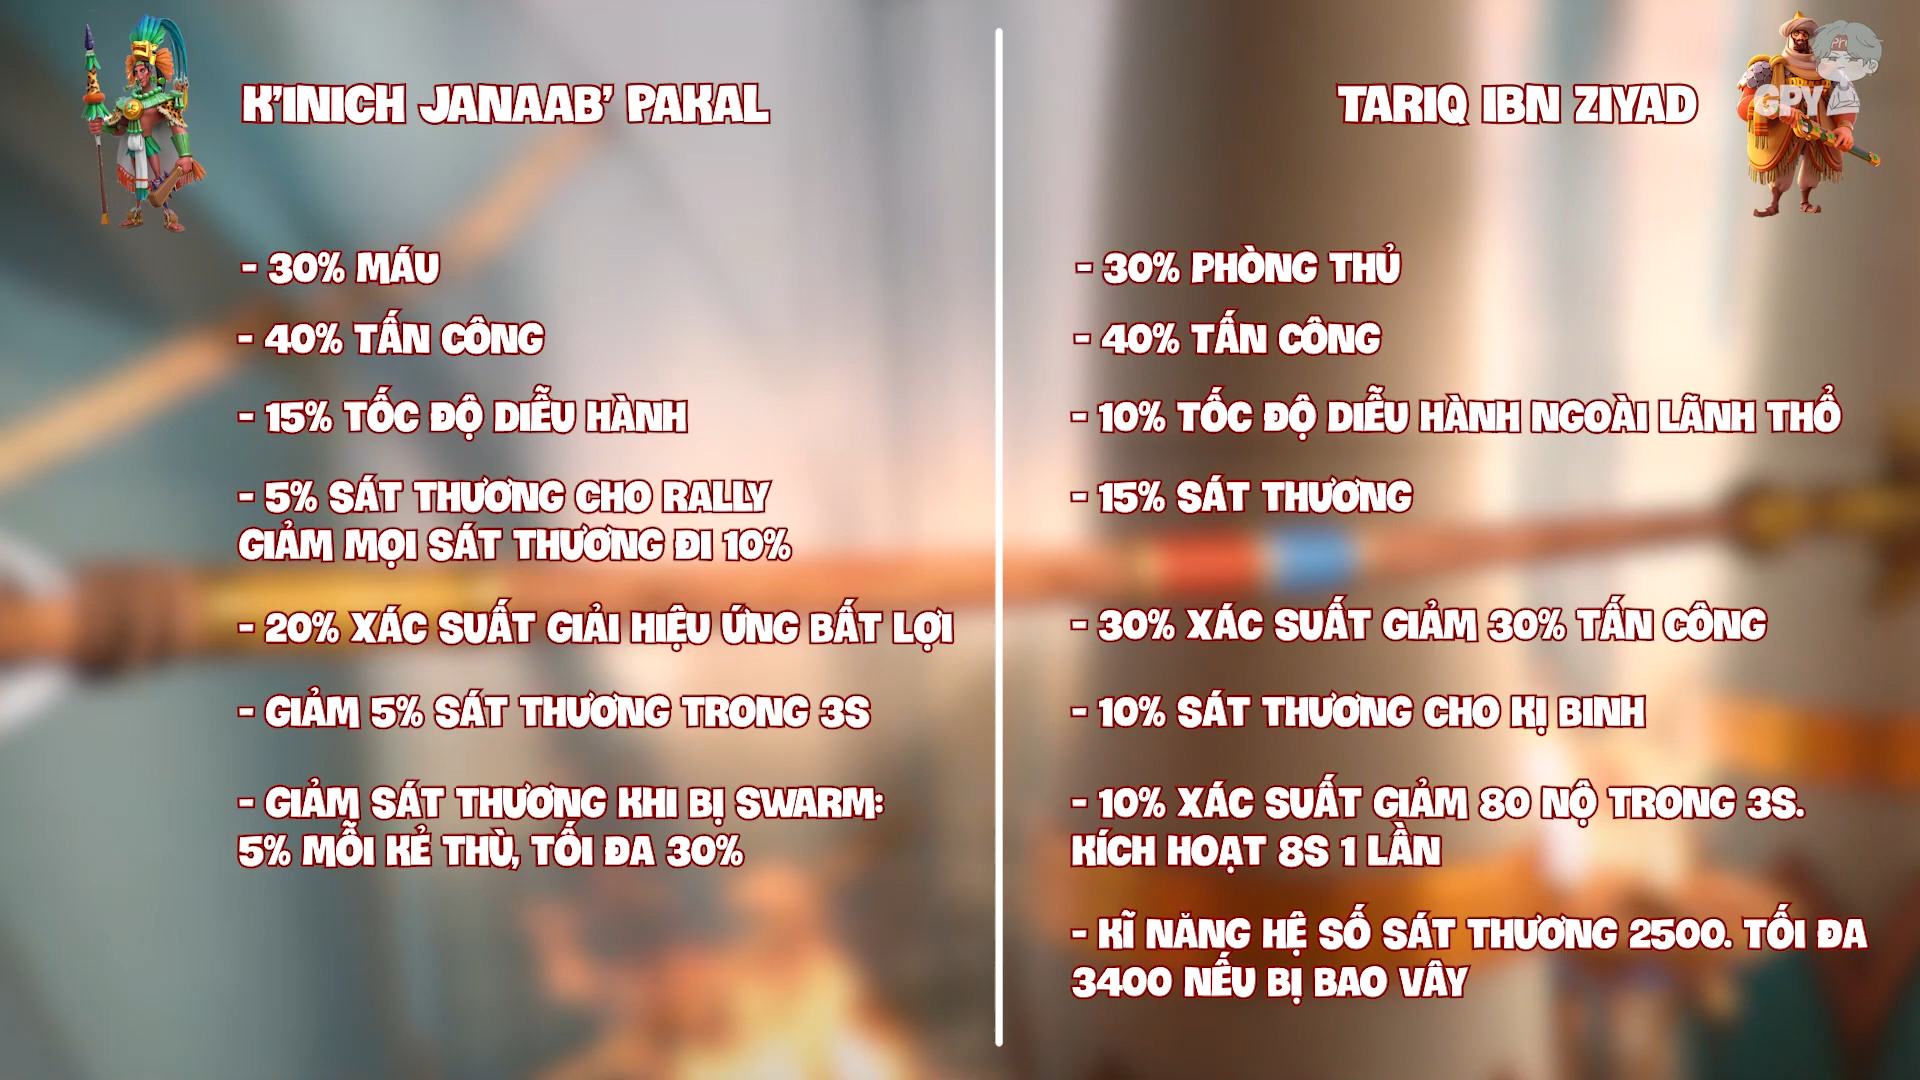 K'INICH JANAAB' PAKAL
- 30% MÁU
- 40% TẤN CÔNG
- 15% TỐC ĐỘ DIỄU HÀNH
- 5% SÁT THƯƠNG CHO RALLY
GIẢM MỌI SÁT THƯƠNG ĐI 10%
- 20% XÁC SUẤT GIẢI HIỆU ỨNG BẤT LỢI
- GIẢM 5% SÁT THƯƠNG TRONG 3S
- GIẢM SÁT THƯƠNG KHI BỊ SWARM:
5% MỖI KẺ THÙ, TỐI ĐA 30%
TARIQ IBN ZIYAD
GPY
- 30% PHÒNG THỦ
- 40% TẤN CÔNG
- 10% TỐC ĐỘ DIỄU HÀNH NGOÀI LÃNH THỔ
- 15% SÁT THƯƠNG
- 30% XÁC SUẤT GIẢM 30% TẤN CÔNG
- 10% SÁT THƯƠNG CHO KỊ BINH
- 10% XÁC SUẤT GIẢM 80 NỘ TRONG 3S.
KÍCH HOẠT 8S 1 LẦN
- KĨ NĂNG HỆ SỐ SÁT THƯƠNG 2500. TỐI ĐA
3400 NẾU BỊ BAO VÂY